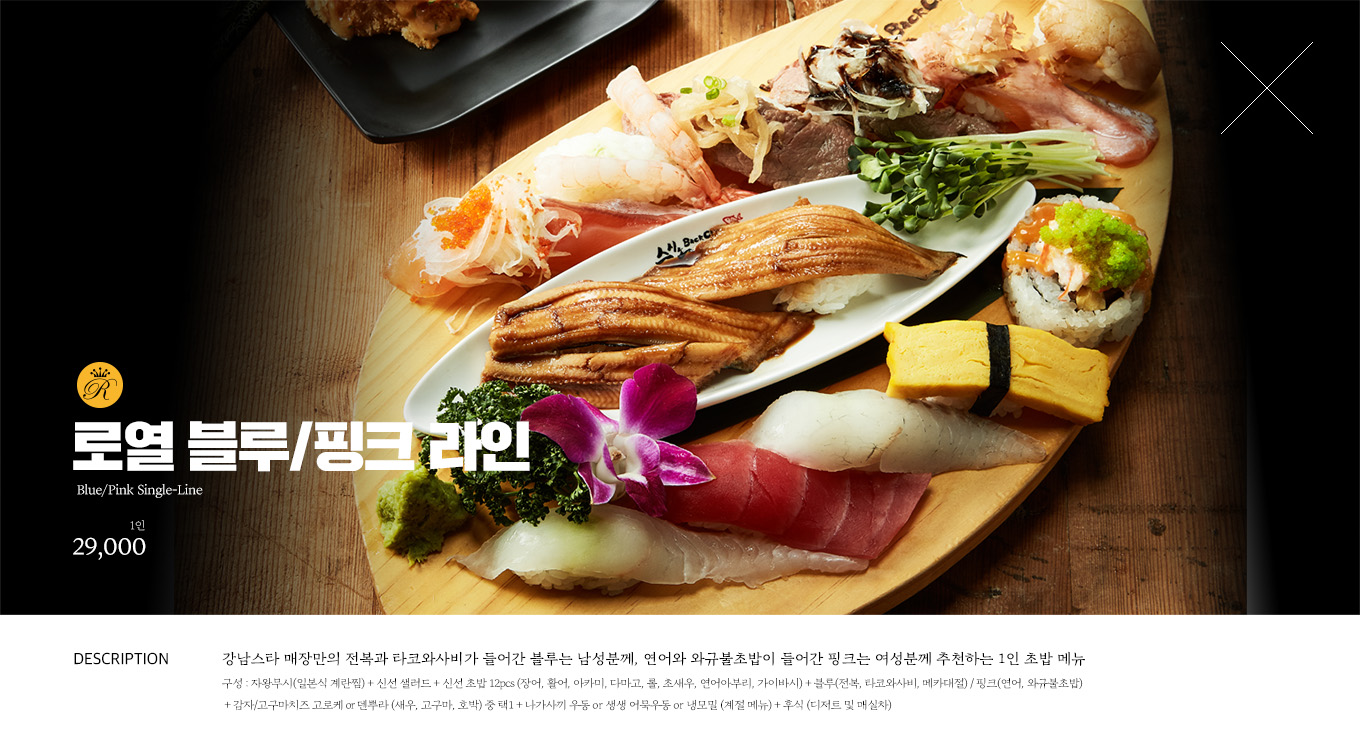 BACKC
스시 BACKC
R
로열 블루/핑크 라인
Blue/Pink Single-Line
1인
29,000
DESCRIPTION
강남스타 매장만의 전복과 타코와사비가 들어간 블루는 남성분께, 연어와 와규불초밥이 들어간 핑크는 여성분께 추천하는 1인 초밥 메뉴
구성 : 자왕무시(일본식 계란찜) + 신선 샐러드 + 신선 초밥 12pcs (장어, 활어, 아카미, 다마고, 롤, 초새우, 연어아부리, 가이바시) + 블루(전복, 타코와사비, 메카대절) / 핑크(연어, 와규불초밥)
+ 감자/고구마치즈 고로케 or 덴뿌라 (새우, 고구마, 호박) 중 택1 + 나가사끼 우동 or 생생 어묵우동 or 냉모밀 (계절 메뉴) + 후식 (디저트 및 매실차)